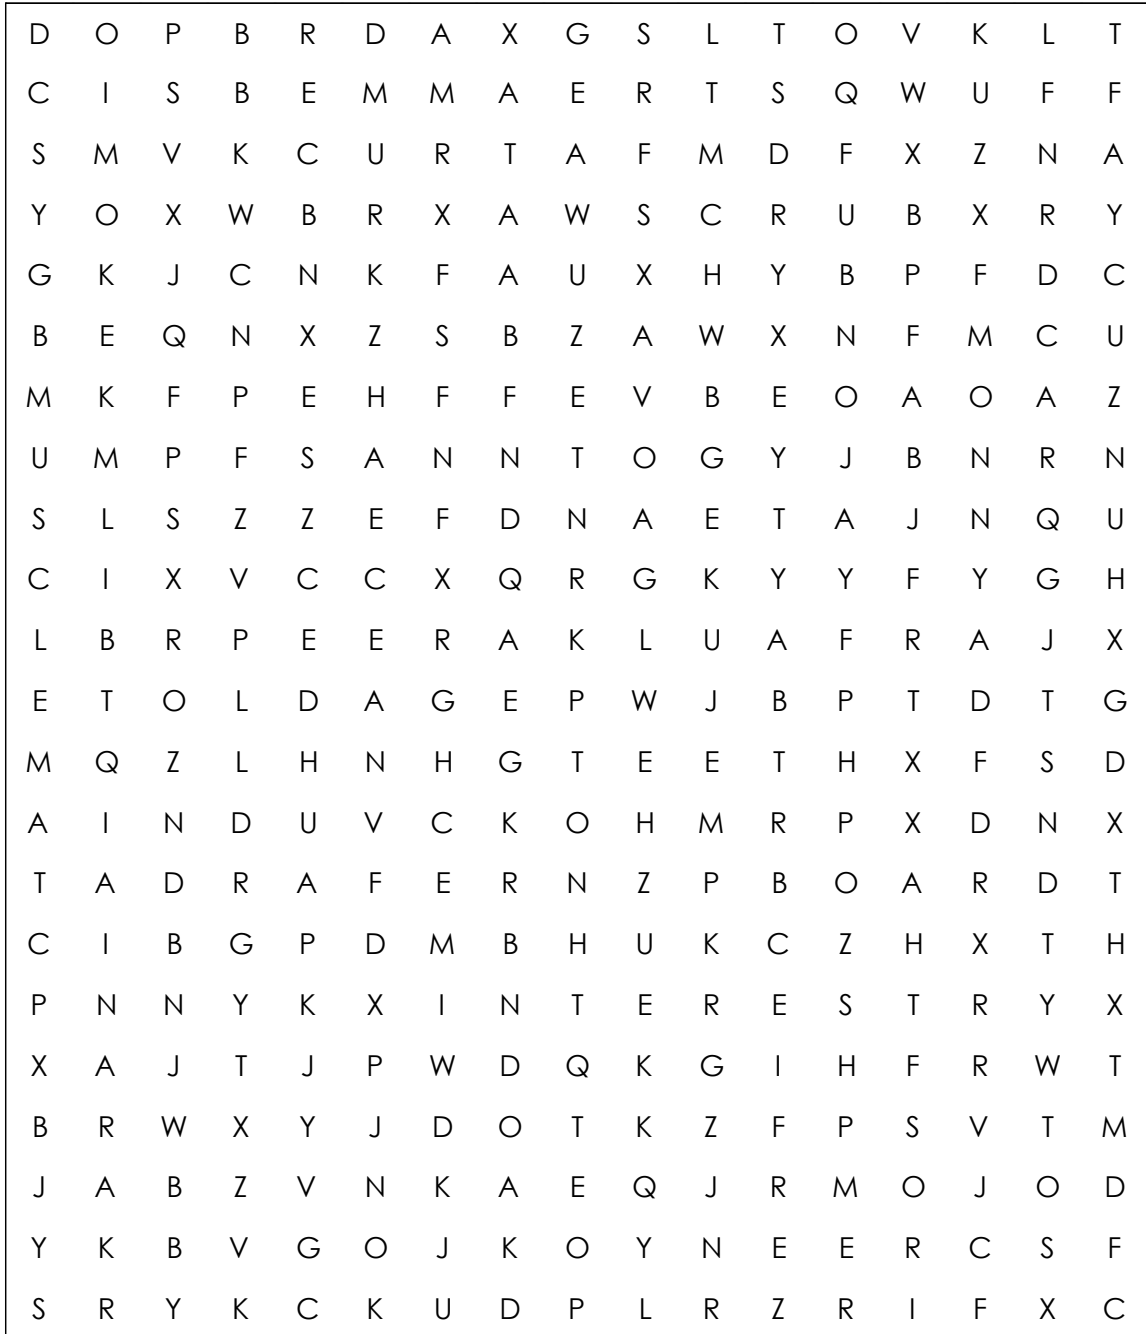 D O P B R D A X G S L T O V K L T
C I S B E M M A E R T S Q W U F F
S M V K C U R T A F M D F X Z N A
Y O X W B R X A W S C R U B X R Y
G K J C N K F A U X H Y B P F D C
B E Q N X Z S B Z A W X N F M C U
M K F P E H F F E V B E O A O A Z
U M P F S A N N T O G Y J B N R N
S L S Z Z E F D N A E T A J N Q U
C I X V C C X Q R G K Y Y F Y G H
L B R P E E R A K L U A F R A J X
E T O L D A G E P W J B P T D T G
M Q Z L H N H G T E E T H X F S D
A I N D U V C K O H M R P X D N X
T A D R A F E R N Z P B O A R D T
C I B G P D M B H U K C Z H X T H
P N N Y K X I N T E R E S T R Y X
X A J T J P W D Q K G I H F R W T
B R W X Y J D O T K Z F P S V T M
J A B Z V N K A E Q J R M O J O D
Y K B V G O J K O Y N E E R C S F
S R Y K C K U D P L R Z R I F X C